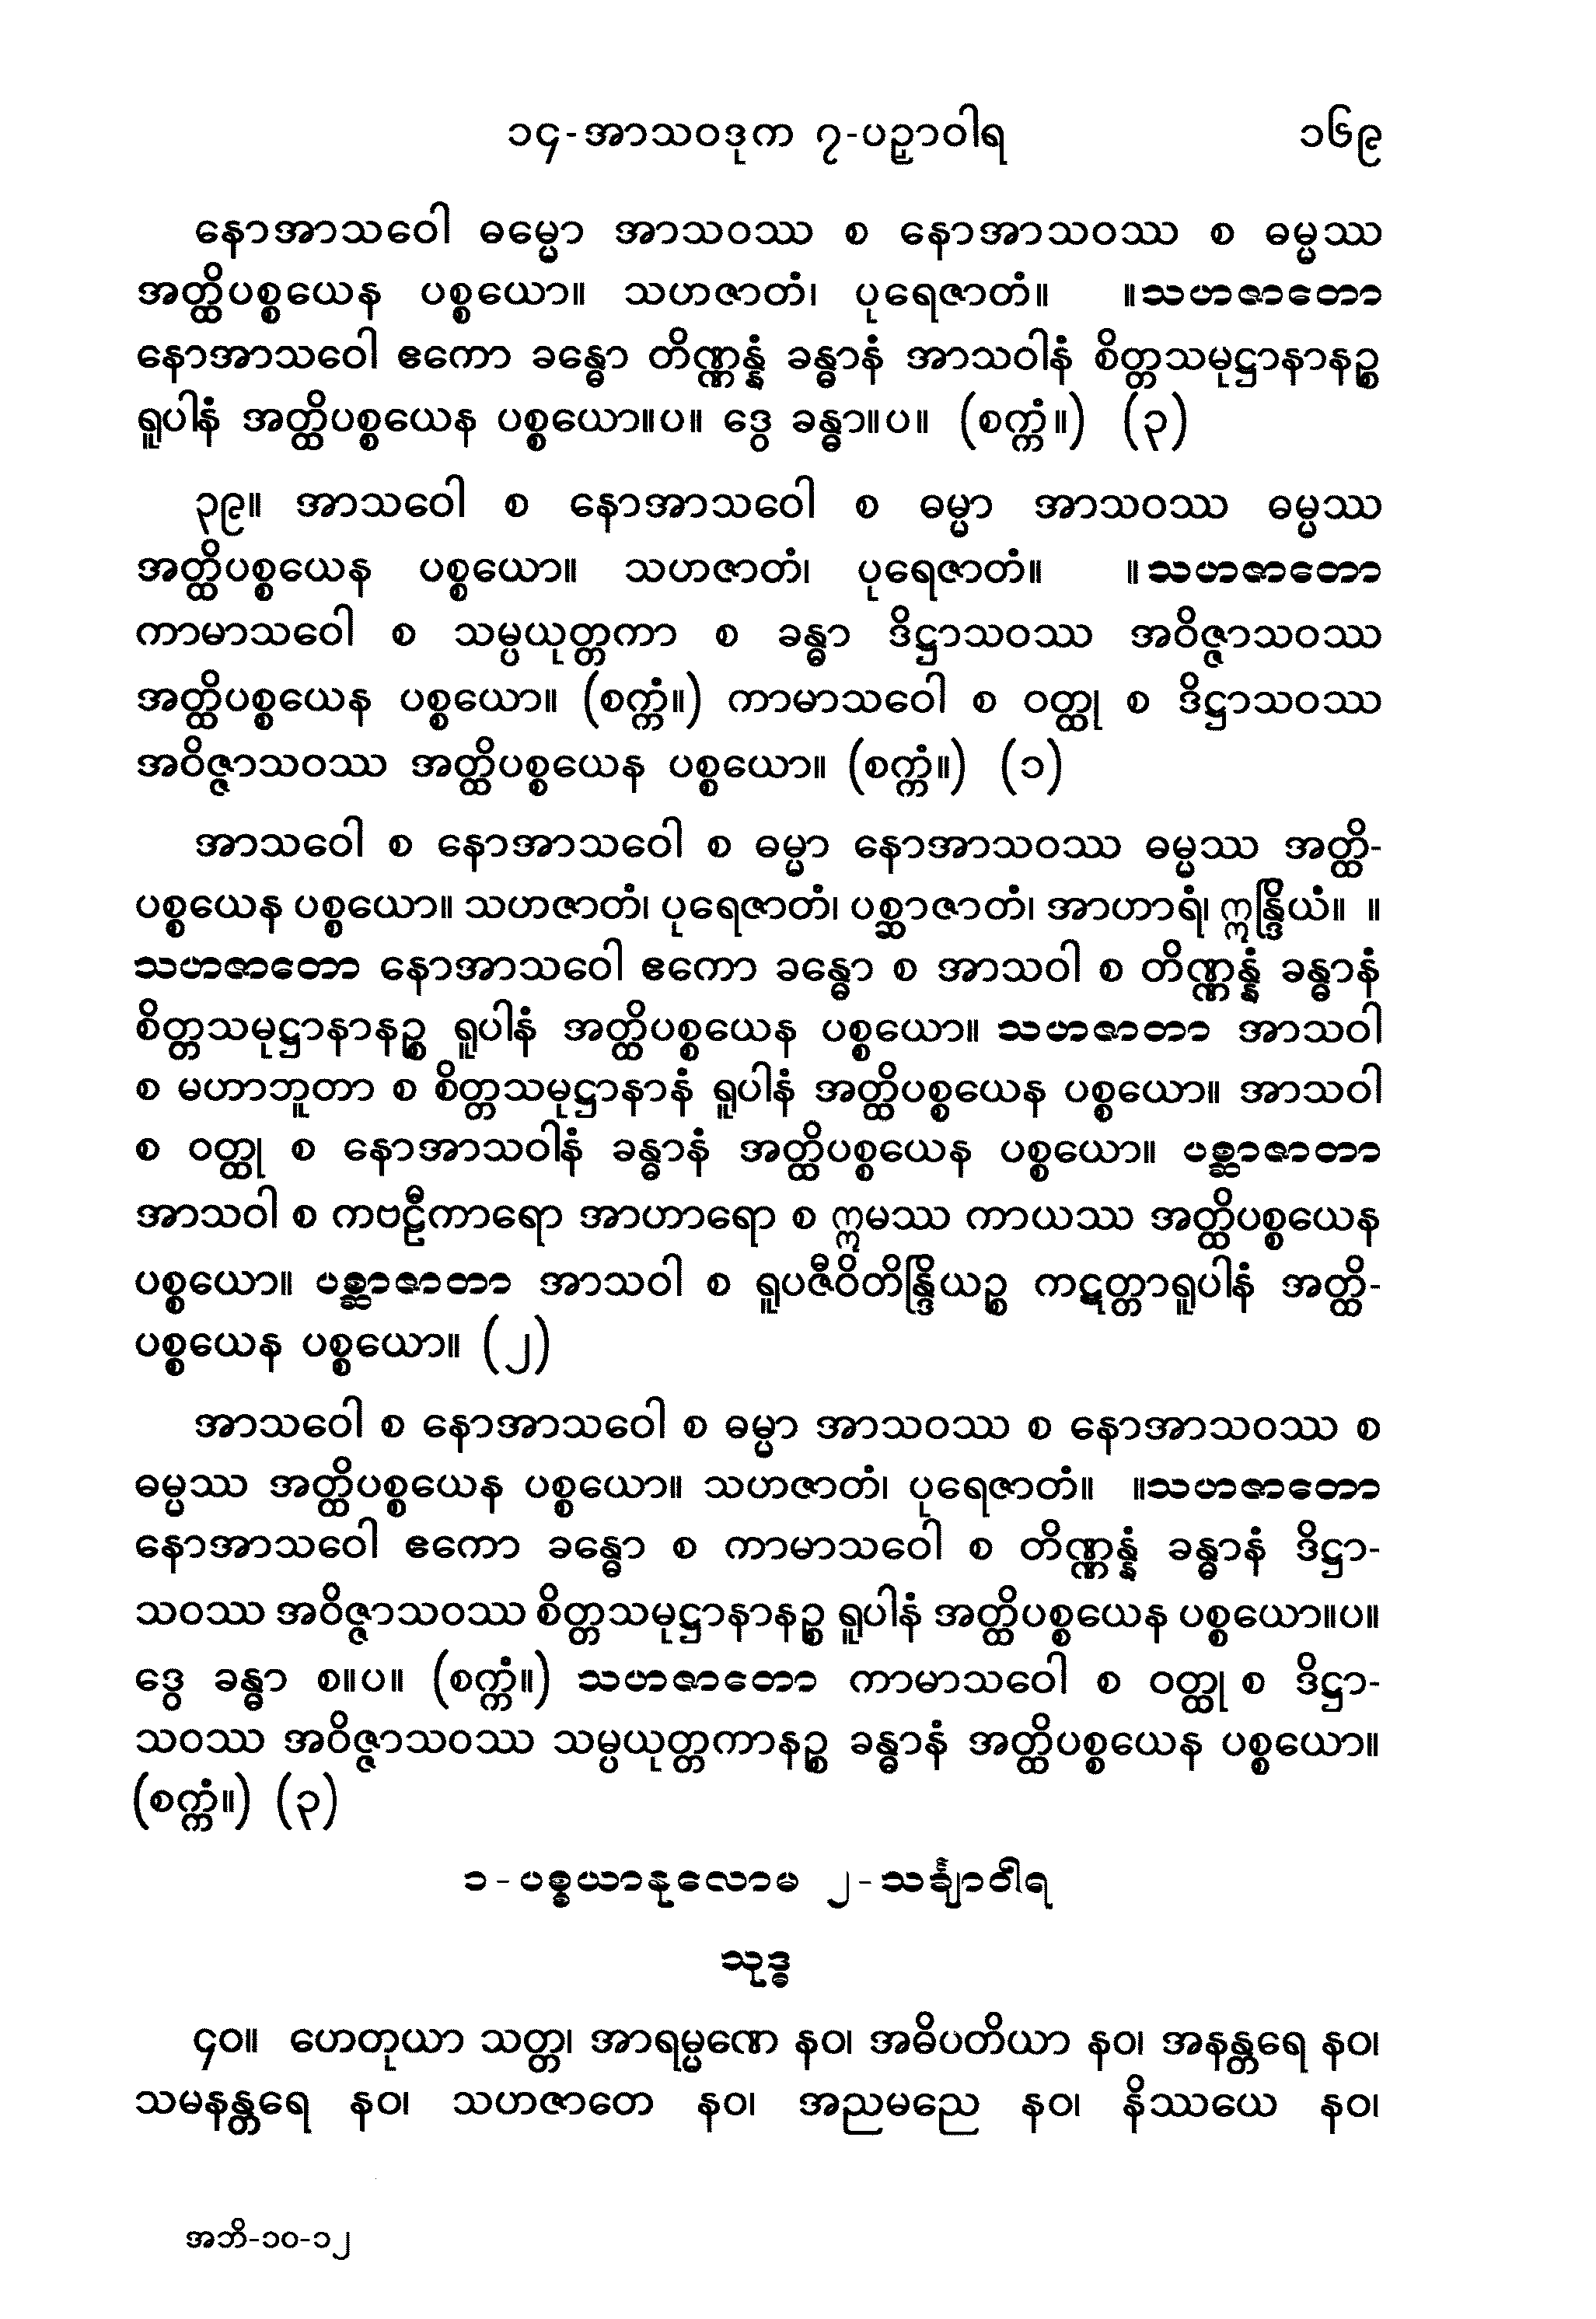 ၁၄-အာသဝဒုက ၇-ပဉှာဝါရ ၁၆၉
နောအာသဝေါ ဓမ္မော အာသဝဿ စ နောအာသဝဿ စ ဓမ္မဿ
အတ္ထိပစ္စယေန ပစ္စယော။ သဟဇာတံ၊ ပုရေဇာတံ။ ။သဟဇာတော
နောအာသဝေါ ဧကော ခန္ဓော တိဏ္ဏန္နံ ခန္ဓာနံ အာသဝါနံ စိတ္တသမုဋ္ဌာနာနဉ္စ
ရူပါနံ အတ္ထိပစ္စယေန ပစ္စယော။ပ။ ဒွေ ခန္ဓာ။ပ။ (စက္ကံ။) (၃)
၃၉။ အာသဝေါ စ နောအာသဝေါ စ ဓမ္မာ အာသဝဿ ဓမ္မဿ
အတ္ထိပစ္စယေန ပစ္စယော။ သဟဇာတံ၊ ပုရေဇာတံ။ ။သဟဇာတော
ကာမာသဝေါ စ သမ္ပယုတ္တကာ စ ခန္ဓာ ဒိဋ္ဌာသဝဿ အဝိဇ္ဇာသဝဿ
အတ္ထိပစ္စယေန ပစ္စယော။ (စက္ကံ။) ကာမာသဝေါ စ ဝတ္ထု စ ဒိဋ္ဌာသဝဿ
အဝိဇ္ဇာသဝဿ အတ္ထိပစ္စယေန ပစ္စယော။ (စက္ကံ။) (၁)
အာသဝေါ စ နောအာသဝေါ စ ဓမ္မာ နောအာသဝဿ ဓမ္မဿ အတ္ထိ-
ပစ္စယေန ပစ္စယော။ သဟဇာတံ၊ ပုရေဇာတံ၊ ပစ္ဆာဇာတံ၊ အာဟာရံ၊ ဣန္ဒြိယံ။ ။
သဟဇာတော နောအာသဝေါ ဧကော ခန္ဓော စ အာသဝါ စ တိဏ္ဏန္နံ ခန္ဓာနံ
စိတ္တသမုဋ္ဌာနာနဉ္စ ရူပါနံ အတ္ထိပစ္စယေန ပစ္စယော။ သဟဇာတာ အာသဝါ
စ မဟာဘူတာ စ စိတ္တသမုဋ္ဌာနာနံ ရူပါနံ အတ္ထိပစ္စယေန ပစ္စယော။ အာသဝါ
စ ဝတ္ထု စ နောအာသဝါနံ ခန္ဓာနံ အတ္ထိပစ္စယေန ပစ္စယော။ ပစ္ဆာဇာတာ
အာသဝါ စ ကဗဠီကာရော အာဟာရော စ ဣမဿ ကာယဿ အတ္ထိပစ္စယေန
ပစ္စယော။ ပစ္ဆာဇာတာ အာသဝါ စ ရူပဇီဝိတိန္ဒြိယဉ္စ ကဋတ္တာရူပါနံ အတ္ထိ-
ပစ္စယေန ပစ္စယော။ (၂)
အာသဝေါ စ နောအာသဝေါ စ ဓမ္မာ အာသဝဿ စ နောအာသဝဿ စ
ဓမ္မဿ အတ္ထိပစ္စယေန ပစ္စယော။ သဟဇာတံ၊ ပုရေဇာတံ။ ။သဟဇာတော
နောအာသဝေါ ဧကော ခန္ဓော စ ကာမာသဝေါ စ တိဏ္ဏန္နံ ခန္ဓာနံ ဒိဋ္ဌာ-
သဝဿ အဝိဇ္ဇာသဝဿ စိတ္တသမုဋ္ဌာနာနဉ္စ ရူပါနံ အတ္ထိပစ္စယေန ပစ္စယော။ပ။
ဒွေ ခန္ဓာ စ။ပ။ (စက္ကံ။) သဟဇာတော ကာမာသဝေါ စ ဝတ္ထု စ ဒိဋ္ဌာ-
သဝဿ အဝိဇ္ဇာသဝဿ သမ္ပယုတ္တကာနဉ္စ ခန္ဓာနံ အတ္ထိပစ္စယေန ပစ္စယော။
(စက္ကံ။) (၃)
၁-ပစ္စယာနုလောမ ၂-သင်္ချာဝါရ
သုဒ္ဓ
၄၀။ ဟေတုယာ သတ္တ၊ အာရမ္မဏေ နဝ၊ အဓိပတိယာ နဝ၊ အနန္တရေ နဝ၊
သမနန္တရေ နဝ၊ သဟဇာတေ နဝ၊ အညမညေ နဝ၊ နိဿယေ နဝ၊
အဘိ-၁၀-၁၂